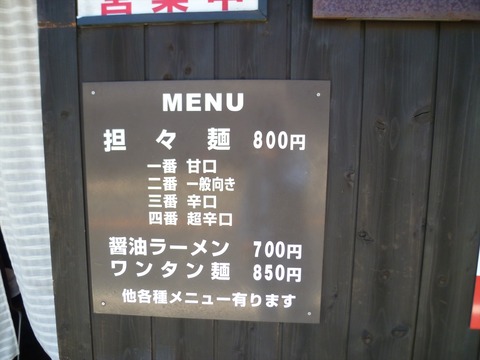 営業中
MENU
担々麺 800円
一番 甘口
二番 一般向き
三番 辛口
四番 超辛口
醤油ラーメン 700円
ワンタン麺 850円
他各種メニュー有ります